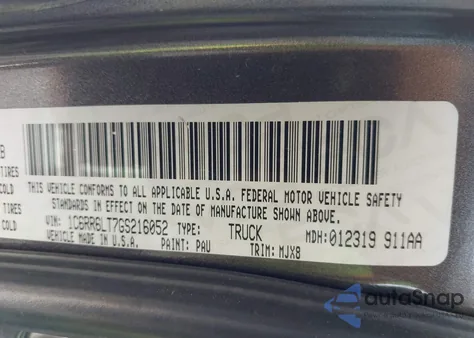 B
TIRES
COLD
TIRES
COLD
THIS VEHICLE CONFORMS TO ALL APPLICABLE U.S.A. FEDERAL MOTOR VEHICLE SAFETY
STANDARDS IN EFFECT ON THE DATE OF MANUFACTURE SHOWN ABOVE.
VIN: 1C6RR6LT7GS216052 TYPE: TRUCK MDH: 012319 911AA
MADE IN U.S.A. PAINT: PAU TRIM: MJX8
autoSnap